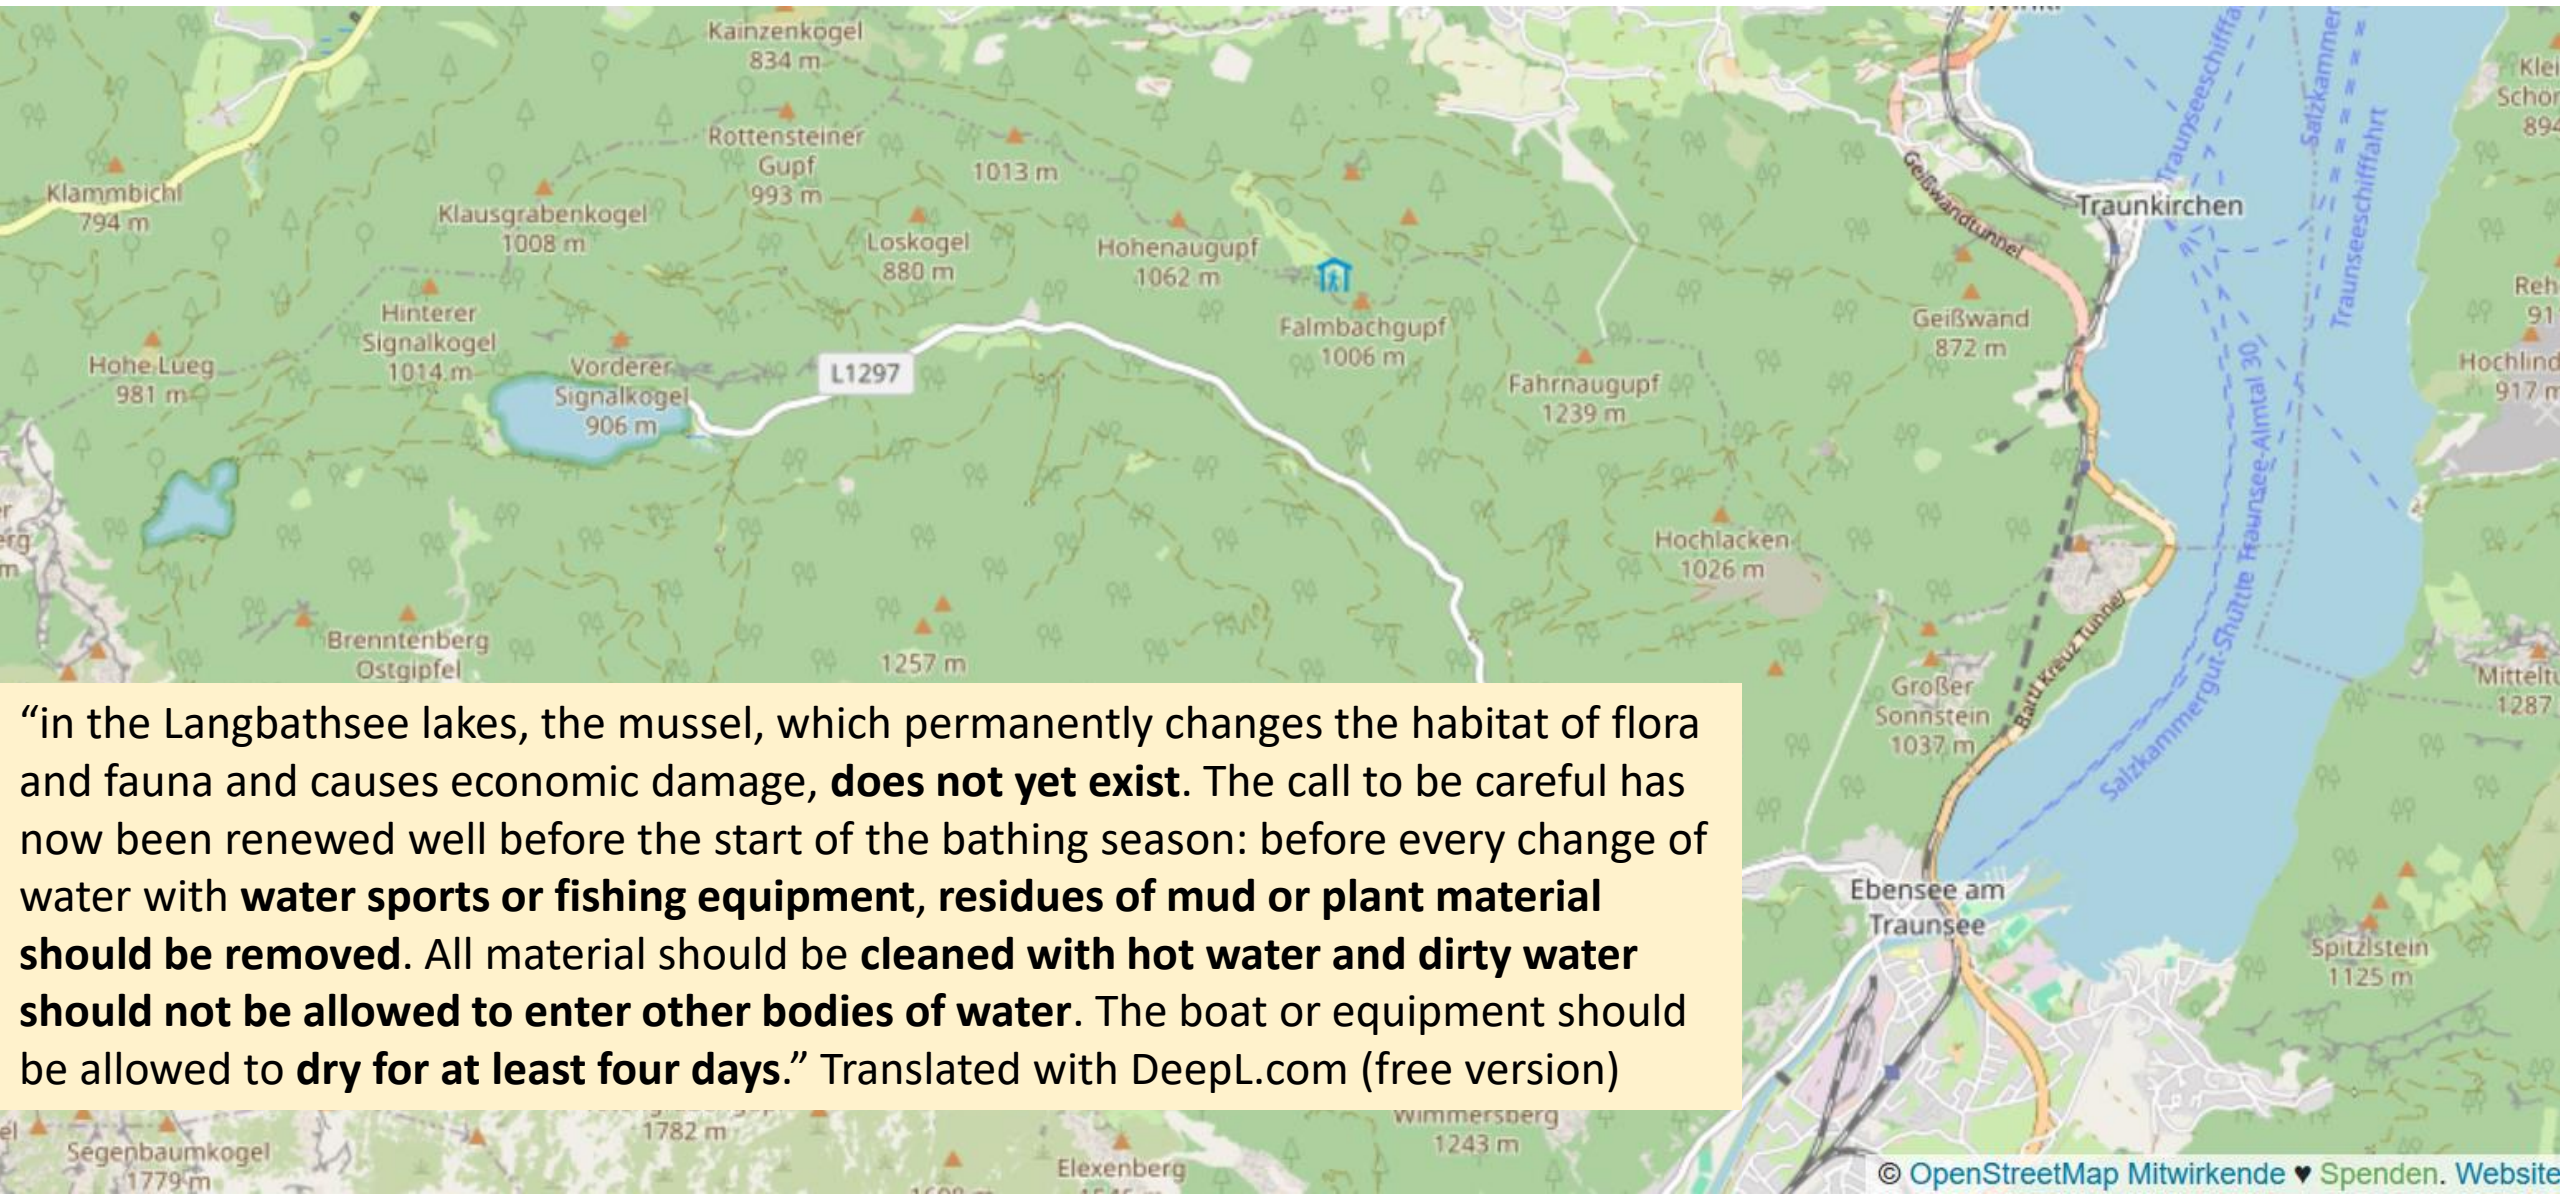 Kainzenkogel
834 m
Rottensteiner
Gupf
993 m
1013 m
Klammbichl
794 m
Klausgrabenkogel
1008 m
Loskogel
880 m
Hohenaugupf
1062 m
Hinterer
Signalkogel
1014 m
Hohe Lueg
981 m
Vorderer
Signalkogel
906 m
L1297
Falmbachgupf
1006 m
Fahrnaugupf
1239 m
Geißwandtunnel
Traunkirchen
Geißwand
872 m
Traunseeschifffahrt
Hochlacken
1026 m
Brenntenberg
Ostgipfel
1257 m
Salzkammergut-Shuttle Traunsee-Almtal 30
Bartl Kreuz Tunnel
Großer
Sonnstein
1037 m
917 m
1287
Ebensee am
Traunsee
Spitzlstein
1125 m
“in the Langbathsee lakes, the mussel, which permanently changes the habitat of flora
and fauna and causes economic damage, does not yet exist. The call to be careful has
now been renewed well before the start of the bathing season: before every change of
water with water sports or fishing equipment, residues of mud or plant material
should be removed. All material should be cleaned with hot water and dirty water
should not be allowed to enter other bodies of water. The boat or equipment should
be allowed to dry for at least four days.” Translated with DeepL.com (free version)
1782 m
Wimmersberg
1243 m
Segenbaumkogel
1779 m
Elexenberg
© OpenStreetMap Mitwirkende ♥ Spenden. Website